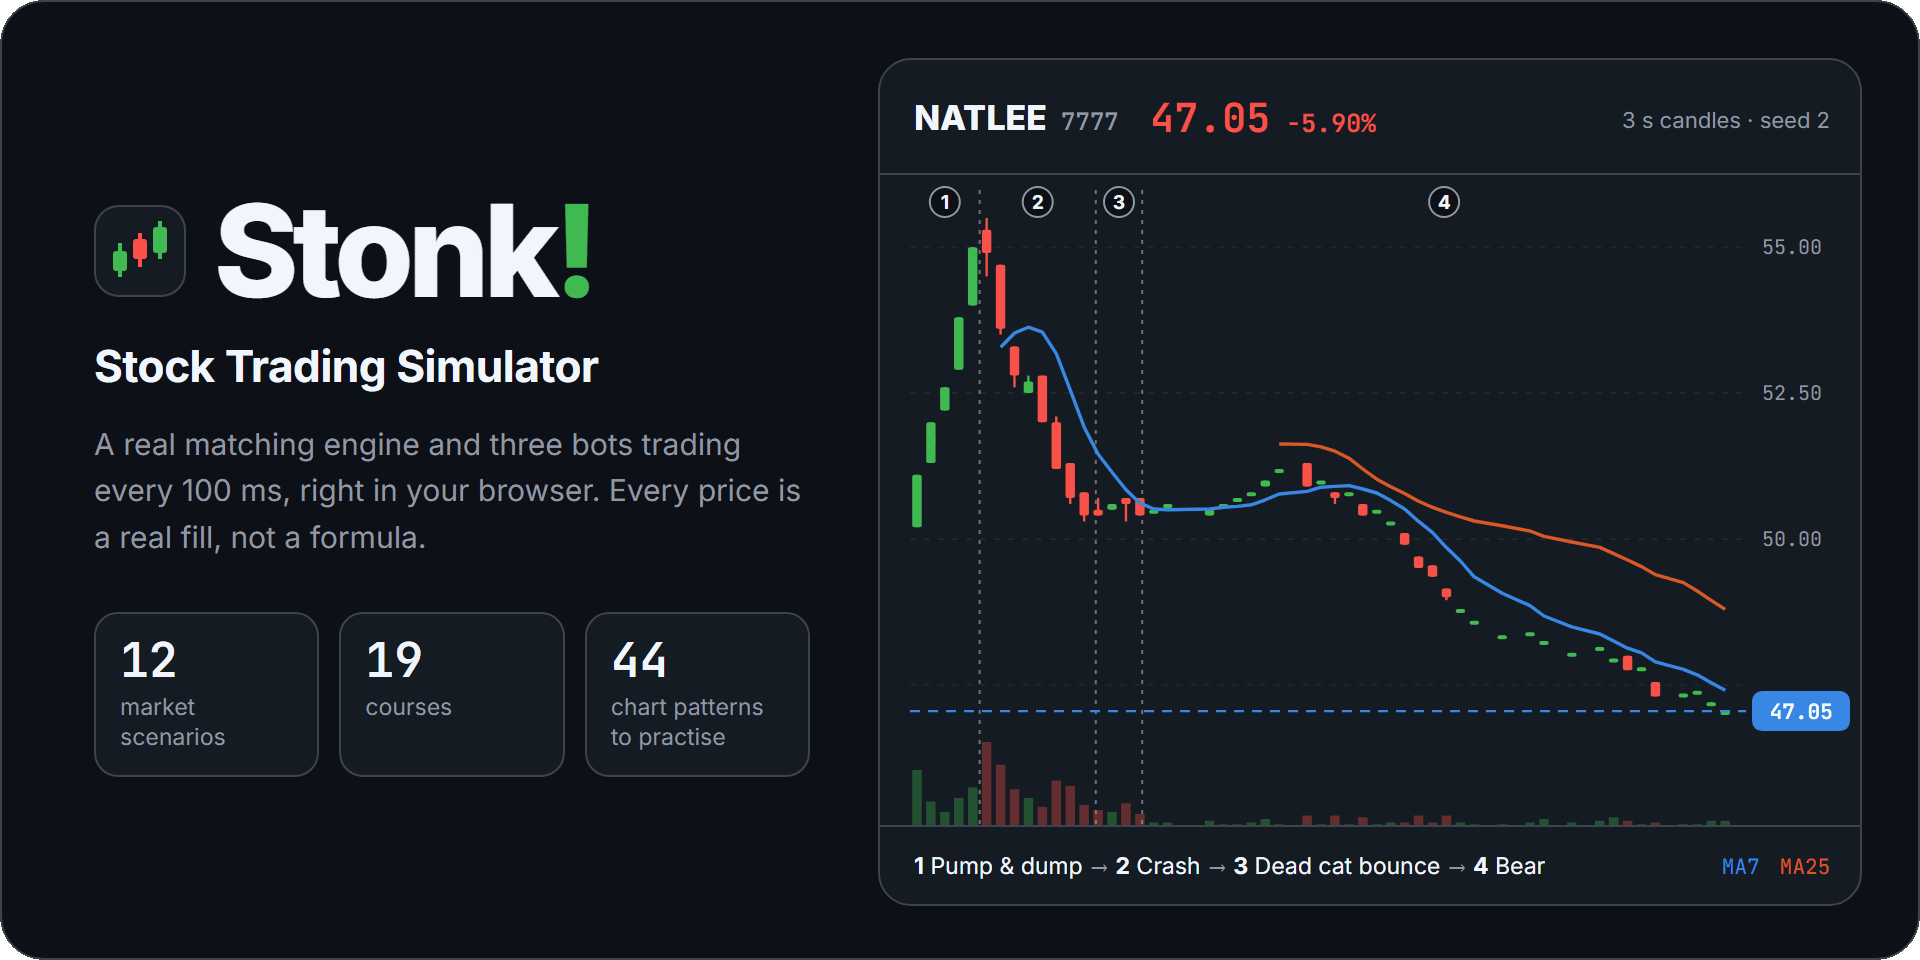 Stonk!
Stock Trading Simulator
A real matching engine and three bots trading
every 100 ms, right in your browser. Every price is
a real fill, not a formula.
12
market
scenarios
19
courses
44
chart patterns
to practise
NATLEE 7777 47.05 -5.90% 3 s candles · seed 2
1 2 3 4
55.00
52.50
50.00
47.05
1 Pump & dump → 2 Crash → 3 Dead cat bounce → 4 Bear MA7 MA25